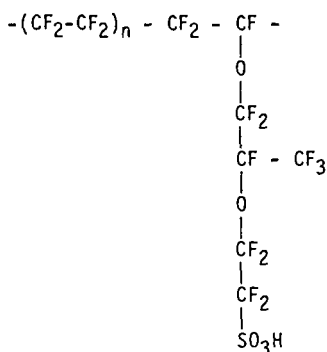 -(CF₂-CF₂)ₙ - CF₂ - CF -
O
CF₂
CF - CF₃
O
CF₂
CF₂
SO₃H